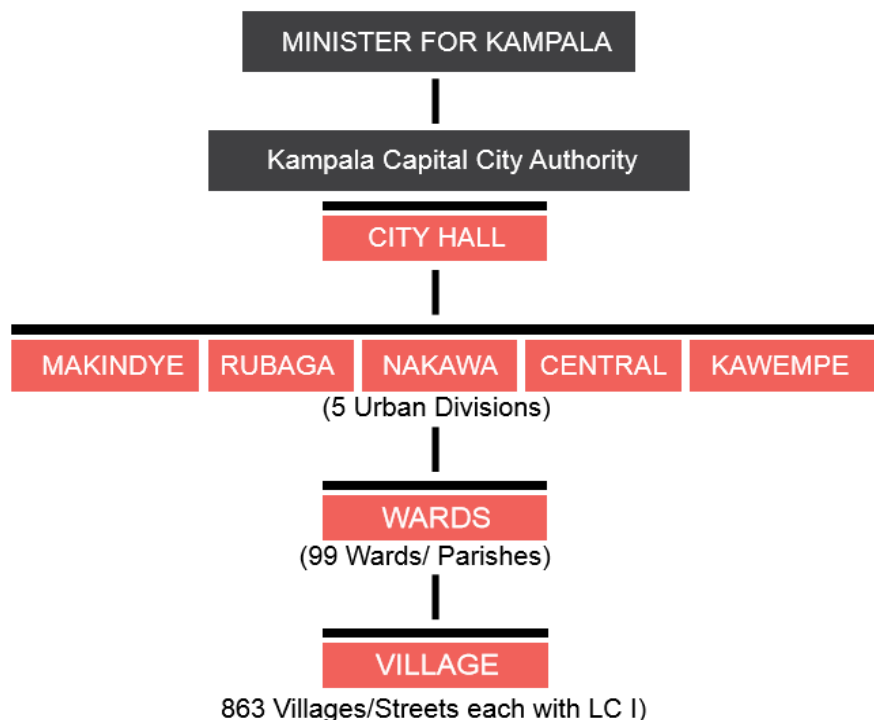 MINISTER FOR KAMPALA
Kampala Capital City Authority
CITY HALL
MAKINDYE RUBAGA NAKAWA CENTRAL KAWEMPE
(5 Urban Divisions)
WARDS
(99 Wards/ Parishes)
VILLAGE
863 Villages/Streets each with LC I)